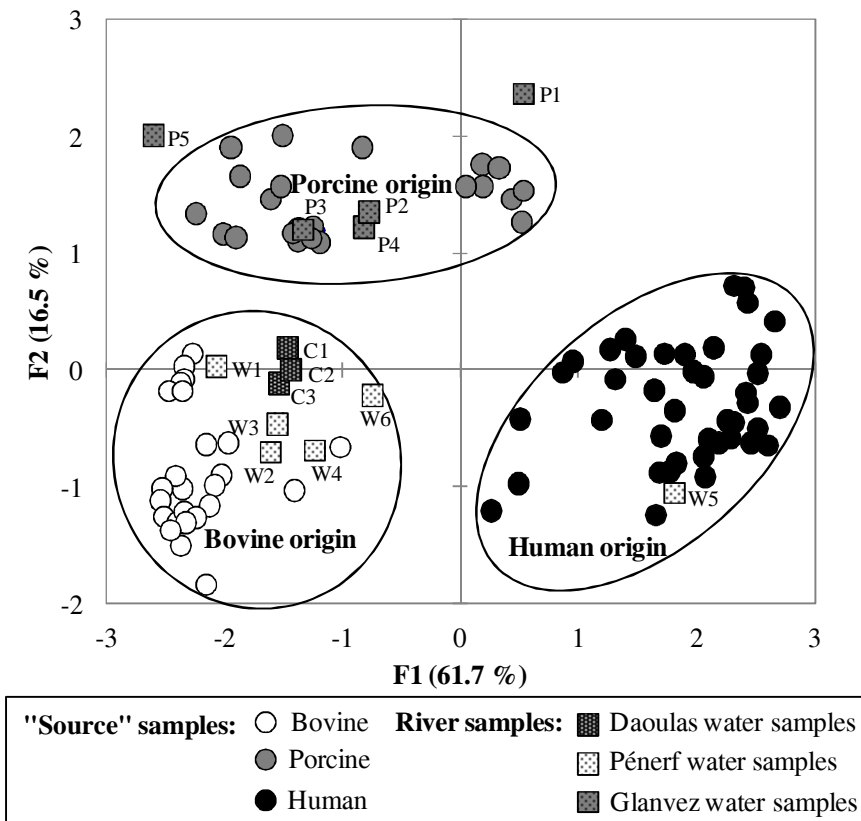 3
P1
P5
2
Porcine origin
P3
P2
P4
1
F2 (16.5 %)
0
W1
C1
C2
C3
W6
W3
W2
W4
W5
-1
Bovine origin
Human origin
-2
-3 -2 -1 0 1 2 3
F1 (61.7 %)
"Source" samples: Bovine River samples: Daoulas water samples
Porcine Pénerf water samples
Human Glanvez water samples